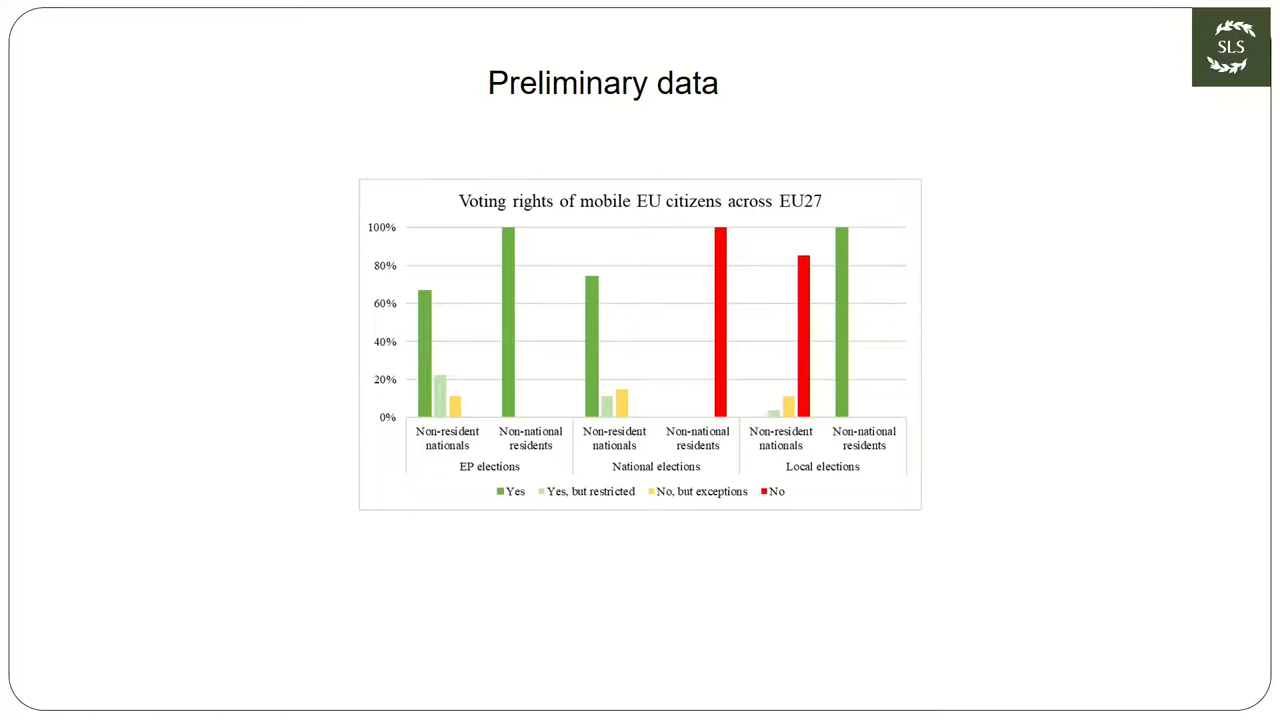 SLS
Preliminary data
Voting rights of mobile EU citizens across EU27
100%
80%
60%
40%
20%
0%
Non-resident nationals
Non-national residents
Non-resident nationals
Non-national residents
Non-resident nationals
Non-national residents
EP elections
National elections
Local elections
Yes
Yes, but restricted
No, but exceptions
No